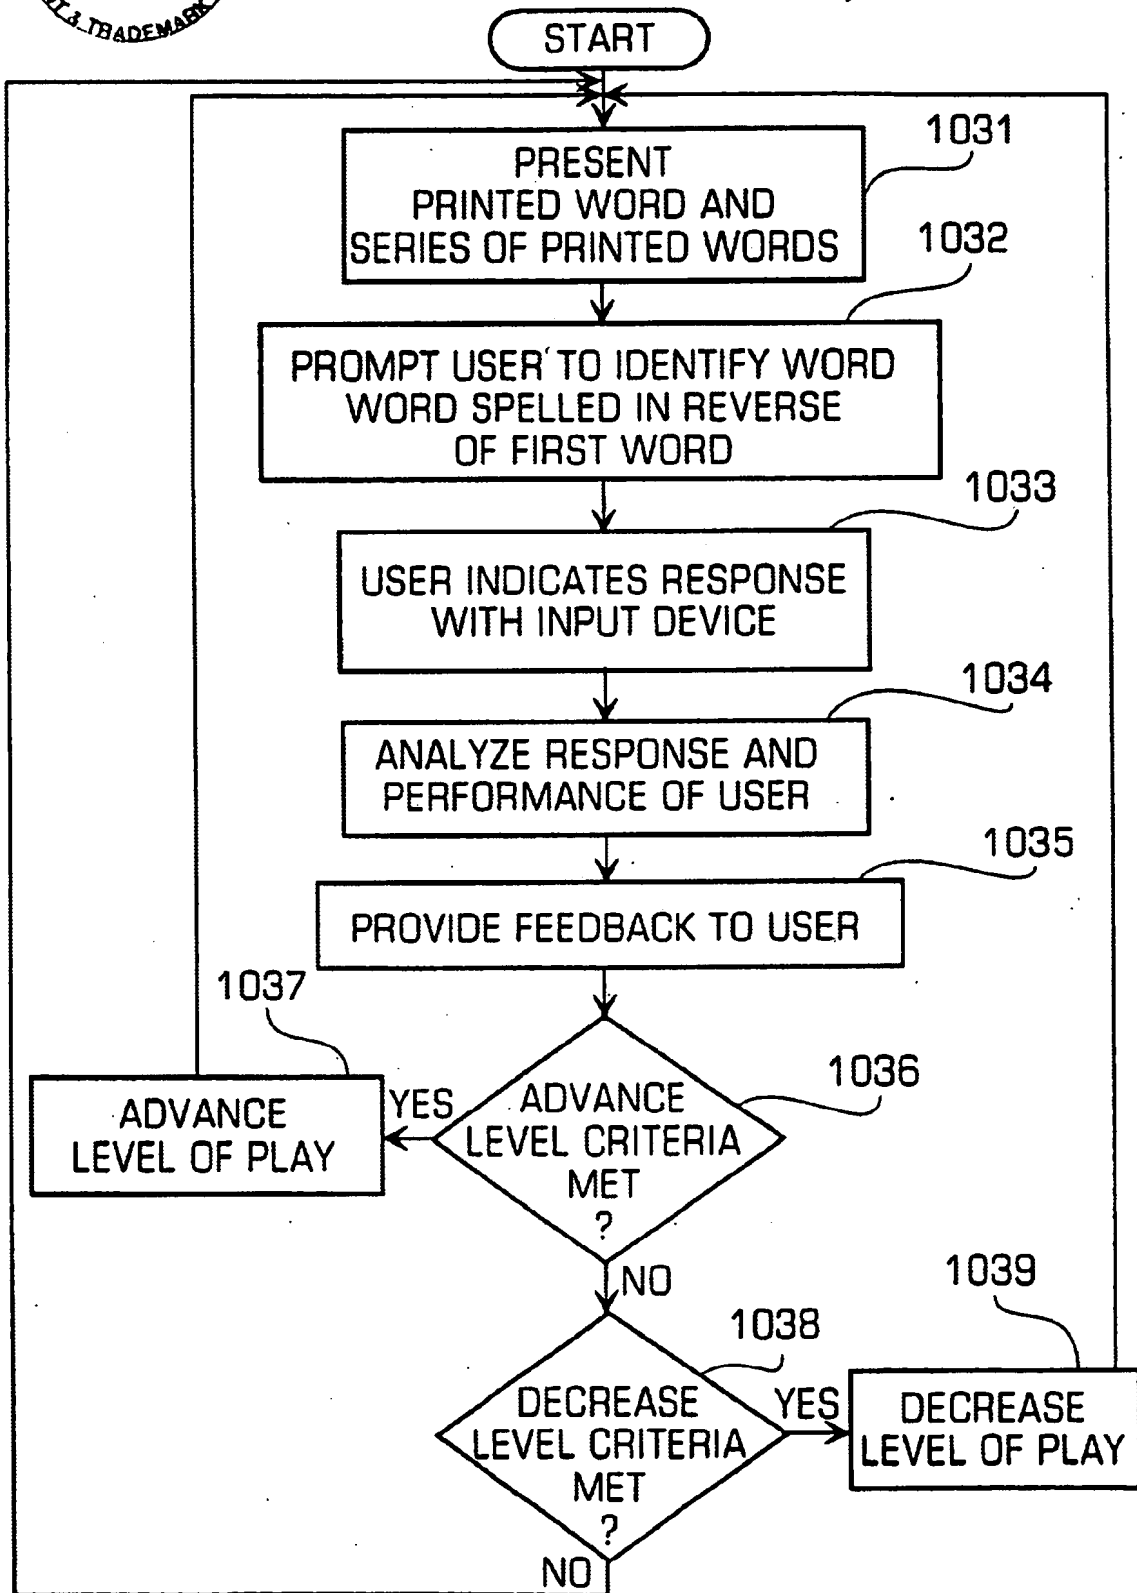 & TRADEMARK
START
1031
PRESENT
PRINTED WORD AND
SERIES OF PRINTED WORDS
1032
PROMPT USER TO IDENTIFY WORD
WORD SPELLED IN REVERSE
OF FIRST WORD
1033
USER INDICATES RESPONSE
WITH INPUT DEVICE
1034
ANALYZE RESPONSE AND
PERFORMANCE OF USER
1035
PROVIDE FEEDBACK TO USER
1037
1036
ADVANCE
LEVEL OF PLAY
YES
ADVANCE
LEVEL CRITERIA
MET
?
NO
1039
1038
DECREASE
LEVEL CRITERIA
MET
?
YES
DECREASE
LEVEL OF PLAY
NO